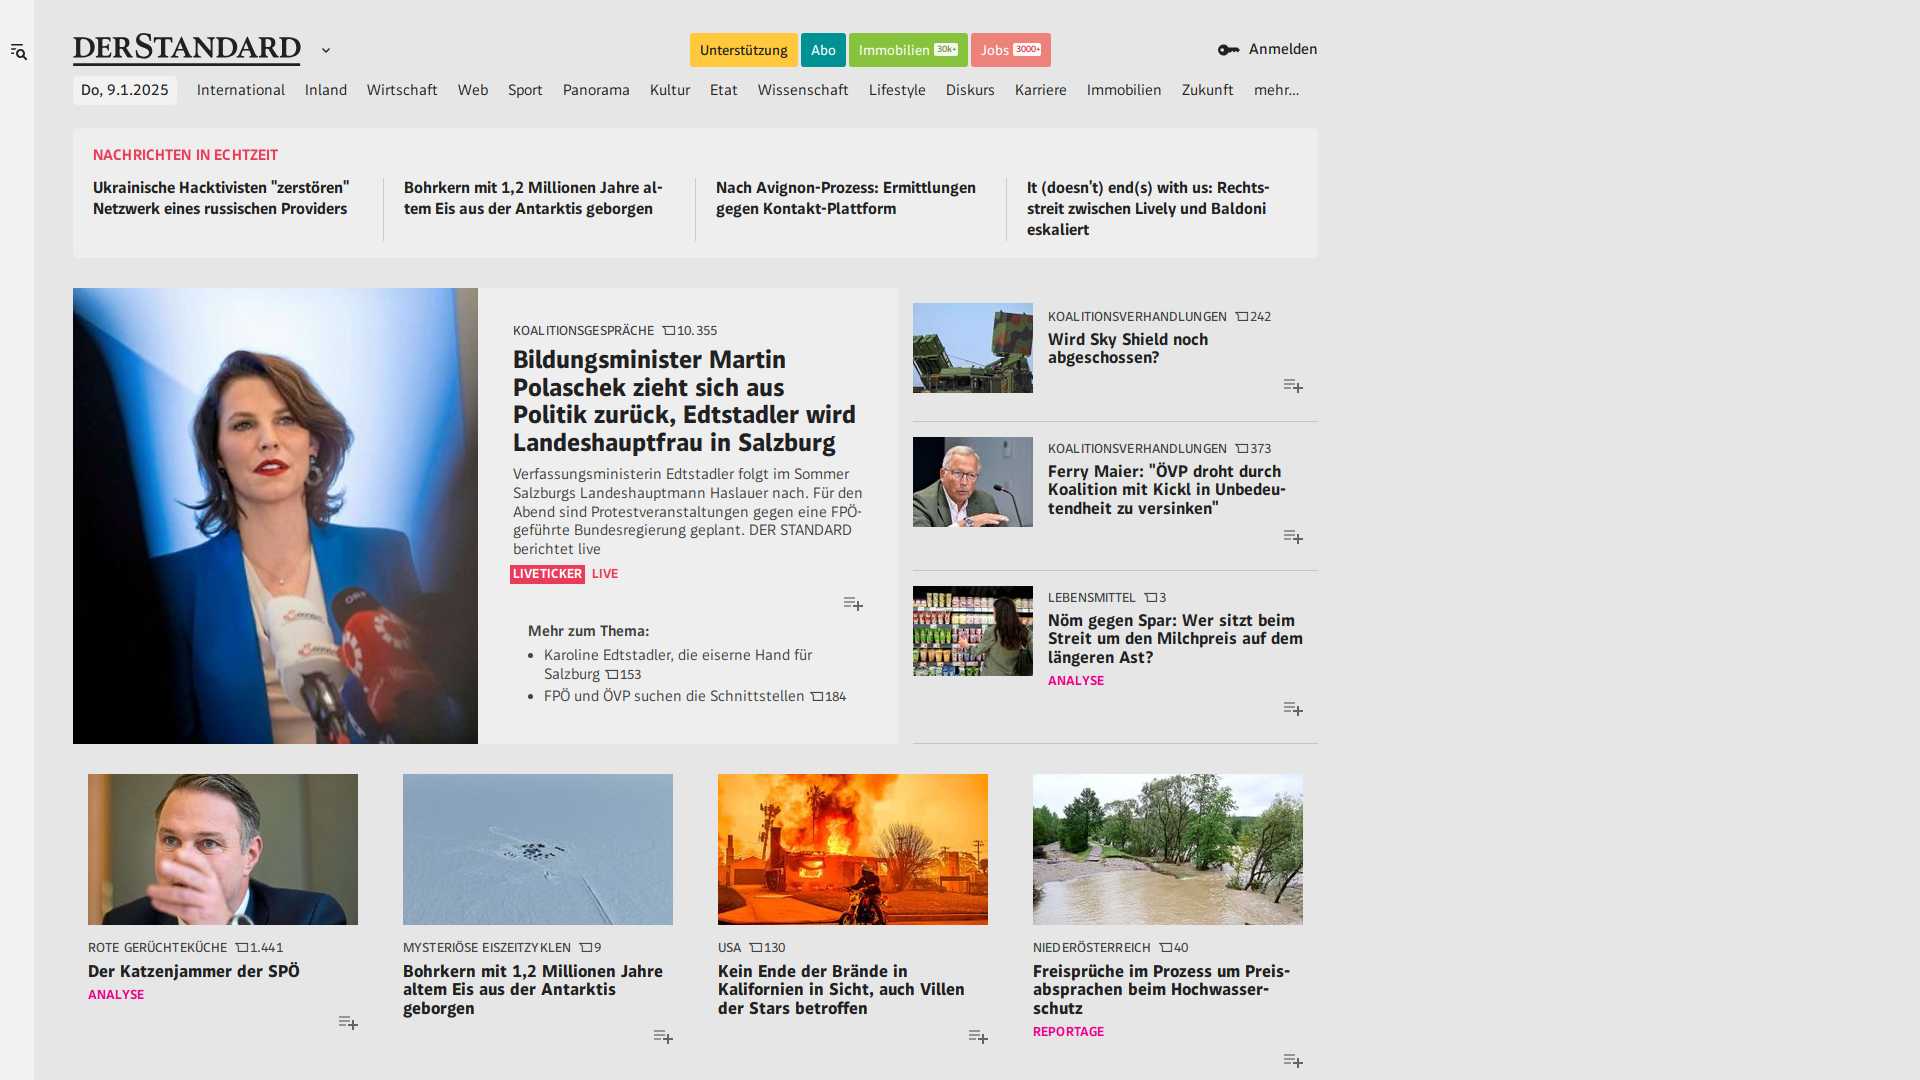 DERSTANDARD
Unterstützung
Abo
Immobilien 30k+
Jobs 3000+
Anmelden
Do, 9.1.2025
International
Inland
Wirtschaft
Web
Sport
Panorama
Kultur
Etat
Wissenschaft
Lifestyle
Diskurs
Karriere
Immobilien
Zukunft
mehr…
NACHRICHTEN IN ECHTZEIT
Ukrainische Hacktivisten "zerstören"
Netzwerk eines russischen Providers
Bohrkern mit 1,2 Millionen Jahre al-
tem Eis aus der Antarktis geborgen
Nach Avignon-Prozess: Ermittlungen
gegen Kontakt-Plattform
It (doesn't) end(s) with us: Rechts-
streit zwischen Lively und Baldoni
eskaliert
KOALITIONSGESPRÄCHE 10.355
Bildungsminister Martin
Polaschek zieht sich aus
Politik zurück, Edtstadler wird
Landeshauptfrau in Salzburg
Verfassungsministerin Edtstadler folgt im Sommer
Salzburgs Landeshauptmann Haslauer nach. Für den
Abend sind Protestveranstaltungen gegen eine FPÖ-
geführte Bundesregierung geplant. DER STANDARD
berichtet live
LIVETICKER LIVE
Mehr zum Thema:
• Karoline Edtstadler, die eiserne Hand für
Salzburg 153
• FPÖ und ÖVP suchen die Schnittstellen 184
KOALITIONSVERHANDLUNGEN 242
Wird Sky Shield noch
abgeschossen?
KOALITIONSVERHANDLUNGEN 373
Ferry Maier: "ÖVP droht durch
Koalition mit Kickl in Unbedeu-
tendheit zu versinken"
LEBENSMITTEL 3
Nöm gegen Spar: Wer sitzt beim
Streit um den Milchpreis auf dem
längeren Ast?
ANALYSE
ROTE GERÜCHTEKÜCHE 1.441
Der Katzenjammer der SPÖ
ANALYSE
MYSTERIÖSE EISZEITZYKLEN 9
Bohrkern mit 1,2 Millionen Jahre
altem Eis aus der Antarktis
geborgen
USA 130
Kein Ende der Brände in
Kalifornien in Sicht, auch Villen
der Stars betroffen
NIEDERÖSTERREICH 40
Freisprüche im Prozess um Preis-
absprachen beim Hochwasser-
schutz
REPORTAGE